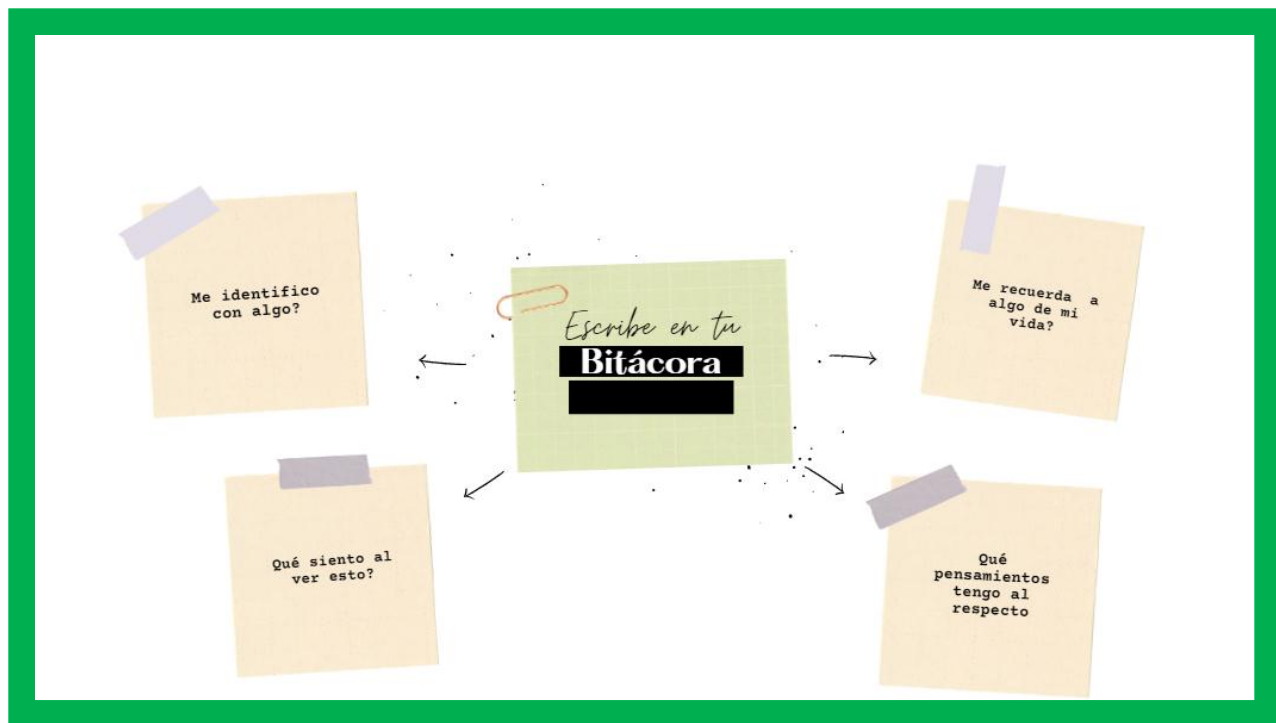 Me identifico
con algo?
Escribe en tu
Bitácora
Me recuerda a
algo de mi
vida?
Qué siento al
ver esto?
Qué
pensamientos
tengo al
respecto